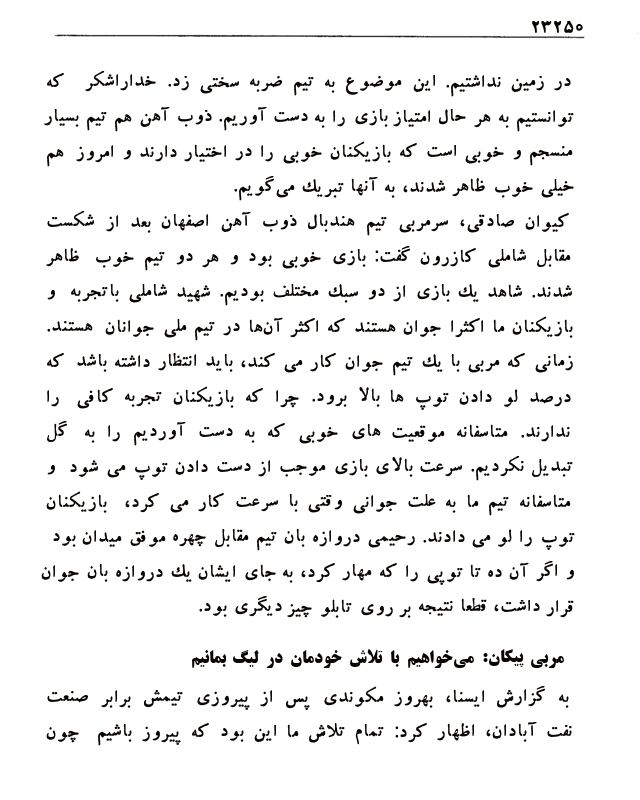 ۲۳۲۵۰
در زمین نداشتیم. این موضوع به تیم ضربه سختی زد. خداراشکر که
توانستیم به هر حال امتیاز بازی را به دست آوریم. ذوب آهن هم تیم بسیار
منسجم و خوبی است که بازیکنان خوبی را در اختیار دارند و امروز هم
خیلی خوب ظاهر شدند، به آنها تبریك می‌گویم.
کیوان صادقی، سرمربی تیم هندبال ذوب آهن اصفهان بعد از شکست
مقابل شاملی کازرون گفت: بازی خوبی بود و هر دو تیم خوب ظاهر
شدند. شاهد یك بازی از دو سبك مختلف بودیم. شهید شاملی باتجربه و
بازیکنان ما اکثرا جوان هستند که اکثر آن‌ها در تیم ملی جوانان هستند.
زمانی که مربی با یك تیم جوان کار می کند، باید انتظار داشته باشد که
درصد لو دادن توپ ها بالا برود. چرا که بازیکنان تجربه کافی را
ندارند. متاسفانه موقعیت های خوبی که به دست آوردیم را به گل
تبدیل نکردیم. سرعت بالای بازی موجب از دست دادن توپ می شود و
متاسفانه تیم ما به علت جوانی وقتی با سرعت کار می کرد، بازیکنان
توپ را لو می دادند. رحیمی دروازه بان تیم مقابل چهره موفق میدان بود
و اگر آن ده تا توپی را که مهار کرد، به جای ایشان یك دروازه بان جوان
قرار داشت، قطعا نتیجه بر روی تابلو چیز دیگری بود.
مربی پیکان: می‌خواهیم با تلاش خودمان در لیگ بمانیم
به گزارش ایسنا، بهروز مکوندی پس از پیروزی تیمش برابر صنعت
نفت آبادان، اظهار کرد: تمام تلاش ما این بود که پیروز باشیم چون